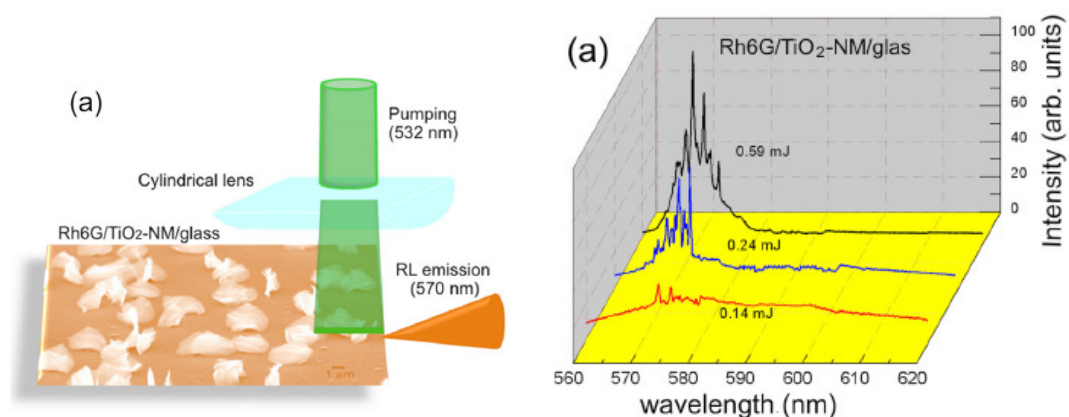 (a)
Pumping
(532 nm)
Cylindrical lens
Rh6G/TiO₂-NM/glass
RL emission
(570 nm)
1 μm
(a)
Rh6G/TiO₂-NM/glas
100
80
60
40
20
0
Intensity (arb. units)
0.59 mJ
0.24 mJ
0.14 mJ
560
570
580
590
600
610
620
wavelength (nm)